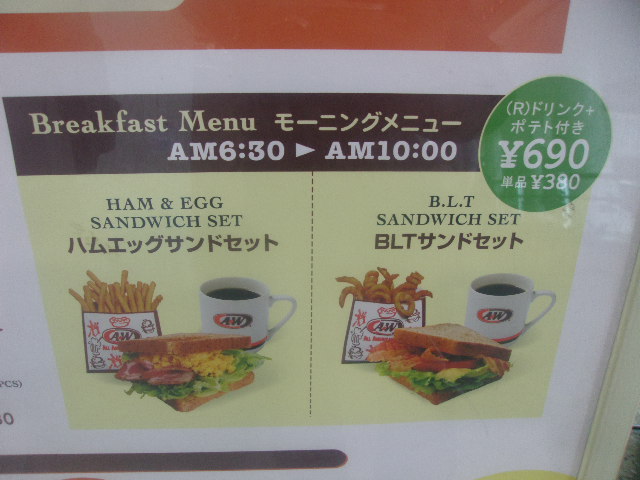 Breakfast Menu モーニングメニュー
AM6:30 ► AM10:00
(R)ドリンク+
ポテト付き
¥690
単品 ¥380
HAM & EGG
SANDWICH SET
ハムエッグサンドセット
B.L.T
SANDWICH SET
BLTサンドセット
A&W
A&W
A&W
A&W
PCS)